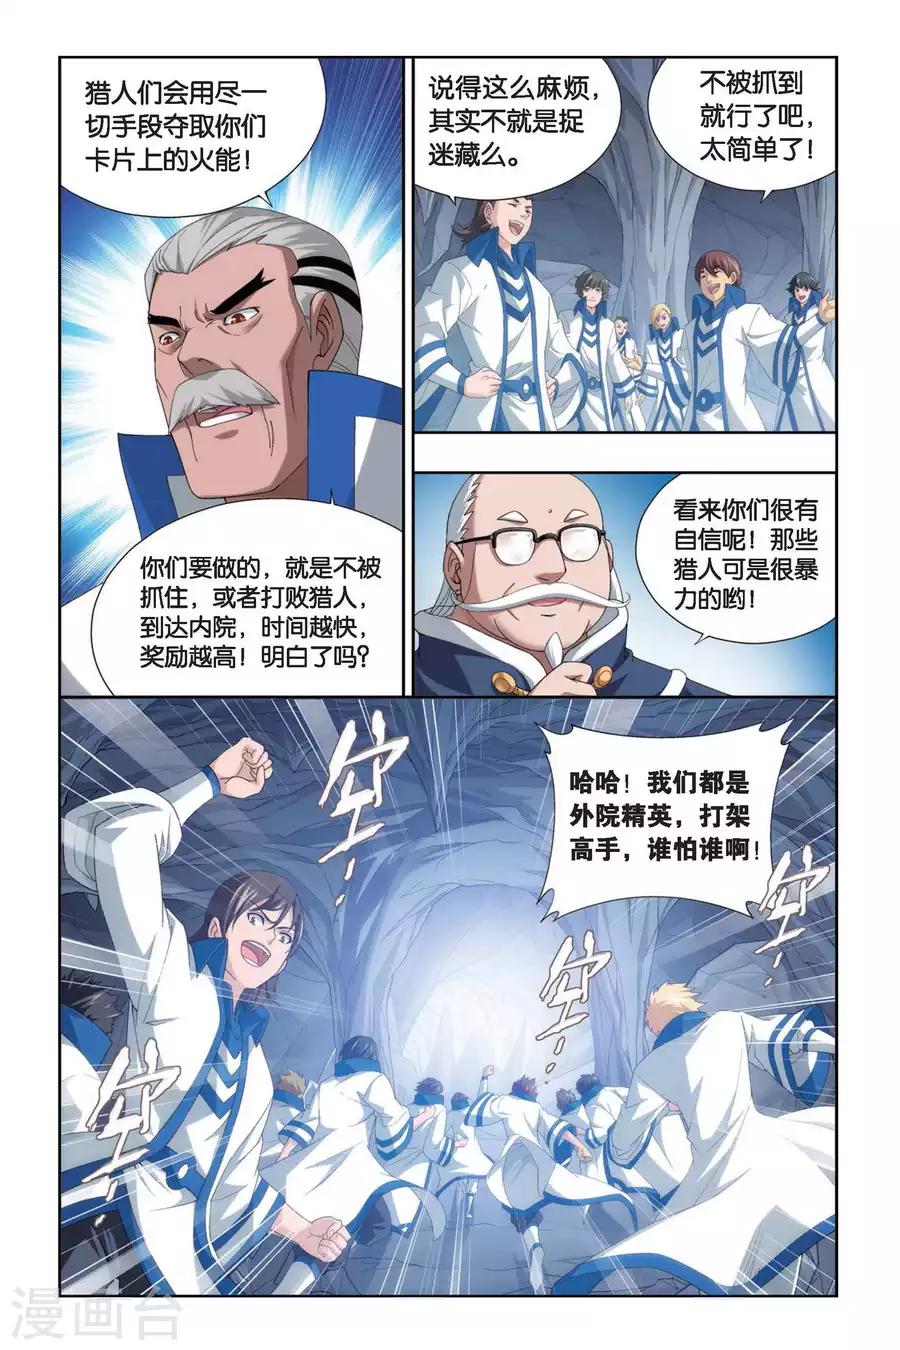 猎人们会用尽一
切手段夺取你们
卡片上的火能！
你们要做的，就是不被
抓住，或者打败猎人，
到达内院，时间越快，
奖励越高！明白了吗？
说得这么麻烦，
其实不就是捉
迷藏么。
不被抓到
就行了吧，
太简单了！
看来你们很有
自信呢！那些
猎人可是很暴
力的哟！
哈哈！我们都是
外院精英，打架
高手，谁怕谁啊！
空
空
空
空
漫画台